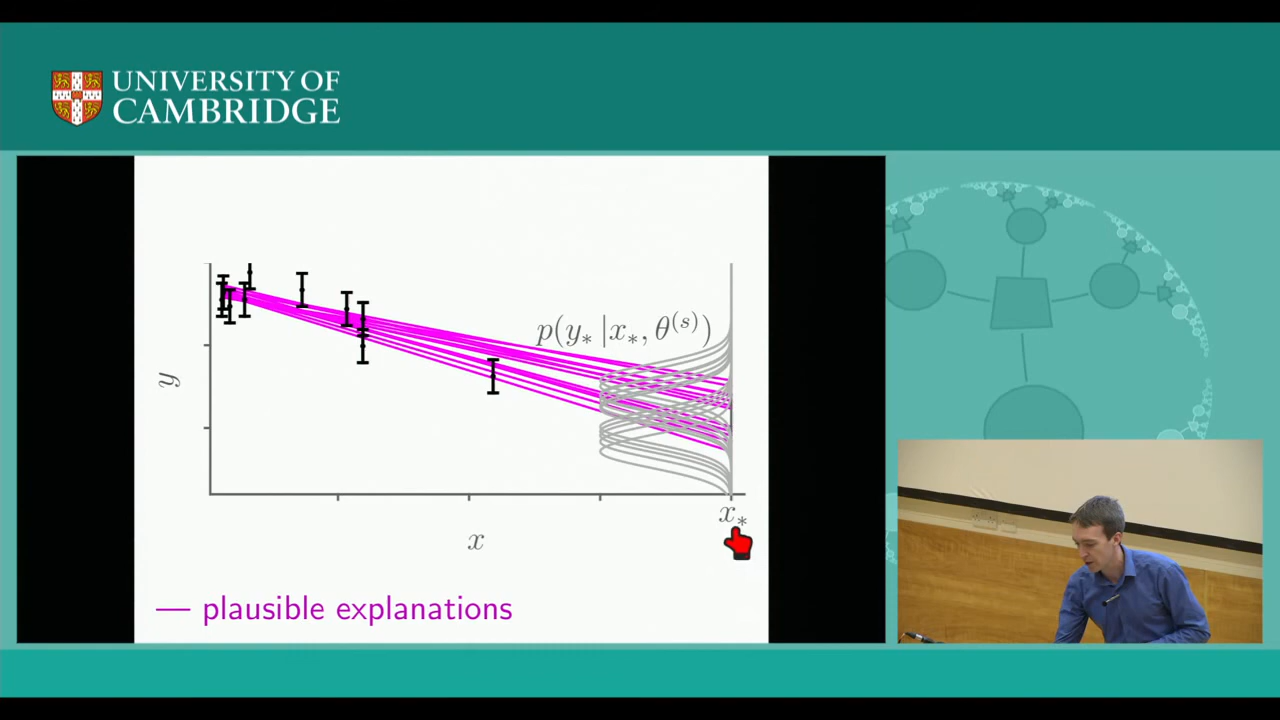 UNIVERSITY OF
CAMBRIDGE
p(y* | x*, θ(s))
y
x*
x
— plausible explanations